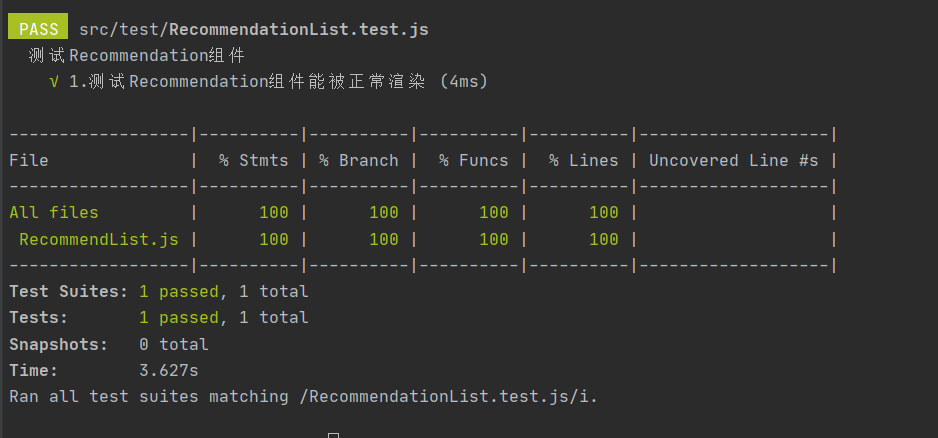 PASS src/test/RecommendationList.test.js
测试Recommendation组件
√ 1.测试Recommendation组件能被正常渲染 (4ms)
------------------|----------|----------|----------|----------|-------------------|
File              |  % Stmts | % Branch |  % Funcs |  % Lines | Uncovered Line #s |
------------------|----------|----------|----------|----------|-------------------|
All files         |      100 |      100 |      100 |      100 |                   |
 RecommendList.js |      100 |      100 |      100 |      100 |                   |
------------------|----------|----------|----------|----------|-------------------|
Test Suites: 1 passed, 1 total
Tests:       1 passed, 1 total
Snapshots:   0 total
Time:        3.627s
Ran all test suites matching /RecommendationList.test.js/i.